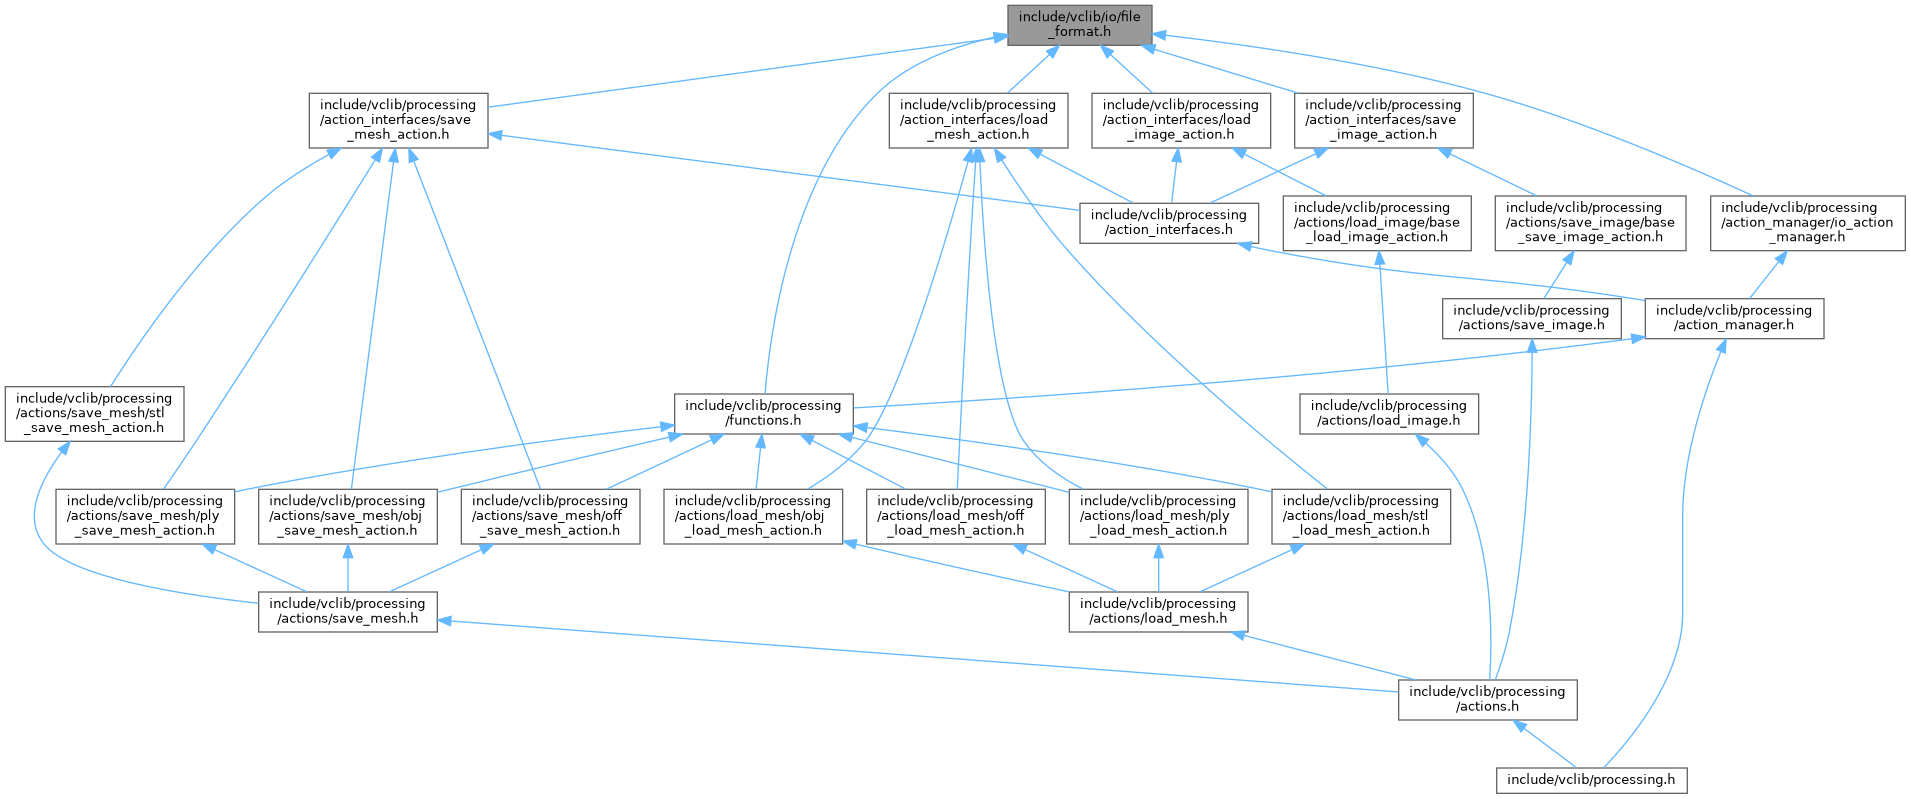 include/vclib/io/file
_format.h
include/vclib/processing
/action_interfaces/save
_mesh_action.h
include/vclib/processing
/action_interfaces/load
_mesh_action.h
include/vclib/processing
/action_interfaces/load
_image_action.h
include/vclib/processing
/action_interfaces/save
_image_action.h
include/vclib/processing
/action_interfaces.h
include/vclib/processing
/actions/load_image/base
_load_image_action.h
include/vclib/processing
/actions/save_image/base
_save_image_action.h
include/vclib/processing
/action_manager/io_action
_manager.h
include/vclib/processing
/actions/save_image.h
include/vclib/processing
/action_manager.h
include/vclib/processing
/actions/save_mesh/stl
_save_mesh_action.h
include/vclib/processing
/functions.h
include/vclib/processing
/actions/load_image.h
include/vclib/processing
/actions/save_mesh/ply
_save_mesh_action.h
include/vclib/processing
/actions/save_mesh/obj
_save_mesh_action.h
include/vclib/processing
/actions/save_mesh/off
_save_mesh_action.h
include/vclib/processing
/actions/load_mesh/obj
_load_mesh_action.h
include/vclib/processing
/actions/load_mesh/off
_load_mesh_action.h
include/vclib/processing
/actions/load_mesh/ply
_load_mesh_action.h
include/vclib/processing
/actions/load_mesh/stl
_load_mesh_action.h
include/vclib/processing
/actions/save_mesh.h
include/vclib/processing
/actions/load_mesh.h
include/vclib/processing
/actions.h
include/vclib/processing.h